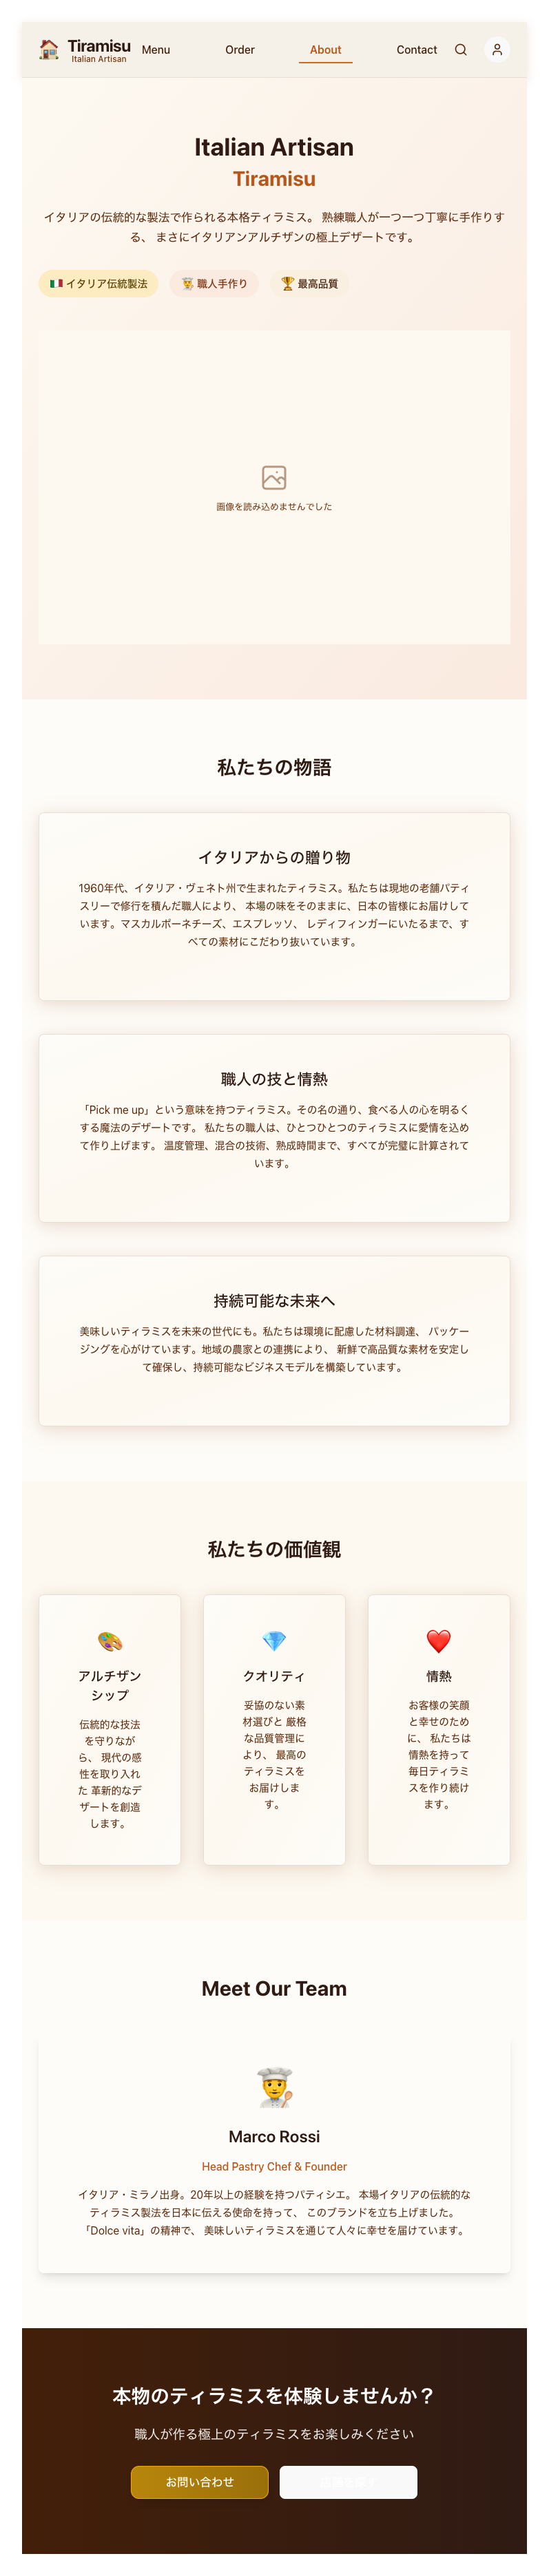 Tiramisu
Italian Artisan
Menu
Order
About
Contact
Italian Artisan
Tiramisu
イタリアの伝統的な製法で作られる本格ティラミス。 熟練職人が一つ一つ丁寧に手作りす
る、 まさにイタリアンアルチザンの極上デザートです。
イタリア伝統製法
職人手作り
最高品質
画像を読み込めませんでした
私たちの物語
イタリアからの贈り物
1960年代、イタリア・ヴェネト州で生まれたティラミス。私たちは現地の老舗パティ
スリーで修行を積んだ職人により、 本場の味をそのままに、日本の皆様にお届けして
います。マスカルポーネチーズ、エスプレッソ、 レディフィンガーにいたるまで、す
べての素材にこだわり抜いています。
職人の技と情熱
「Pick me up」という意味を持つティラミス。その名の通り、食べる人の心を明るく
する魔法のデザートです。 私たちの職人は、ひとつひとつのティラミスに愛情を込め
て作り上げます。 温度管理、混合の技術、熟成時間まで、すべてが完璧に計算されて
います。
持続可能な未来へ
美味しいティラミスを未来の世代にも。私たちは環境に配慮した材料調達、 パッケー
ジングを心がけています。地域の農家との連携により、 新鮮で高品質な素材を安定し
て確保し、持続可能なビジネスモデルを構築しています。
私たちの価値観
アルチザン
シップ
伝統的な技法
を守りなが
ら、 現代の感
性を取り入れ
た 革新的なデ
ザートを創造
します。
クオリティ
妥協のない素
材選びと 厳格
な品質管理に
より、 最高の
ティラミスを
お届けしま
す。
情熱
お客様の笑顔
と幸せのため
に、 私たちは
情熱を持って
毎日ティラミ
スを作り続け
ます。
Meet Our Team
Marco Rossi
Head Pastry Chef & Founder
イタリア・ミラノ出身。20年以上の経験を持つパティシエ。 本場イタリアの伝統的な
ティラミス製法を日本に伝える使命を持って、 このブランドを立ち上げました。
「Dolce vita」の精神で、 美味しいティラミスを通じて人々に幸せを届けています。
本物のティラミスを体験しませんか？
職人が作る極上のティラミスをお楽しみください
お問い合わせ